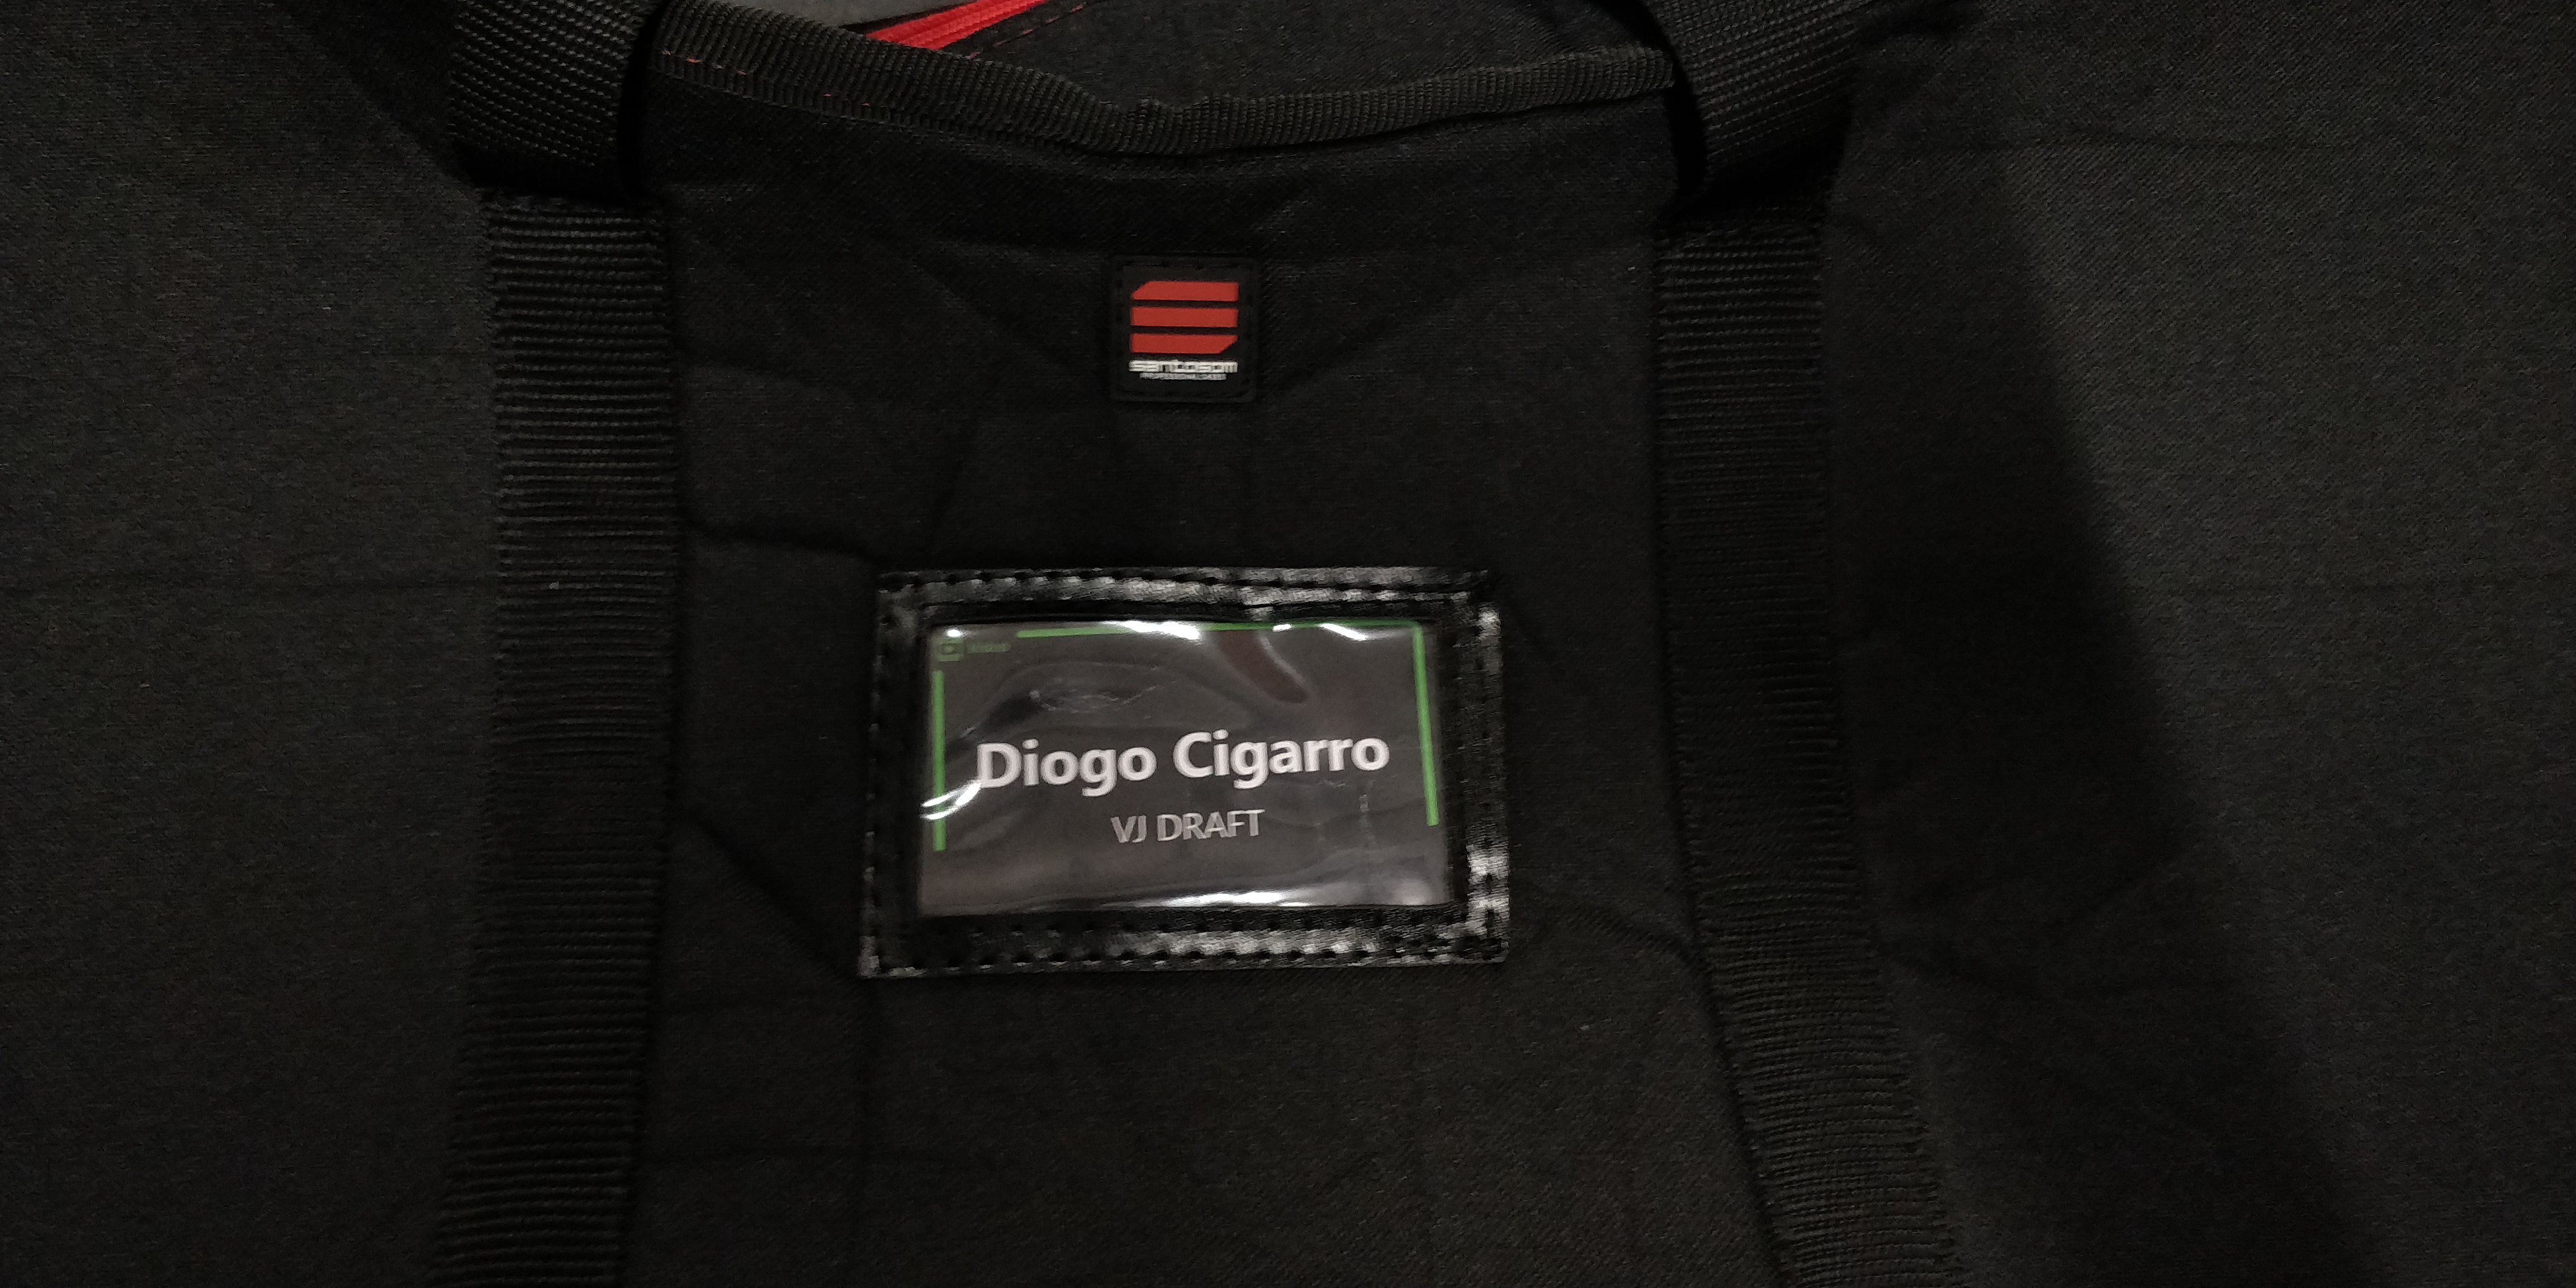 santosom
Diogo Cigarro
VJ DRAFT